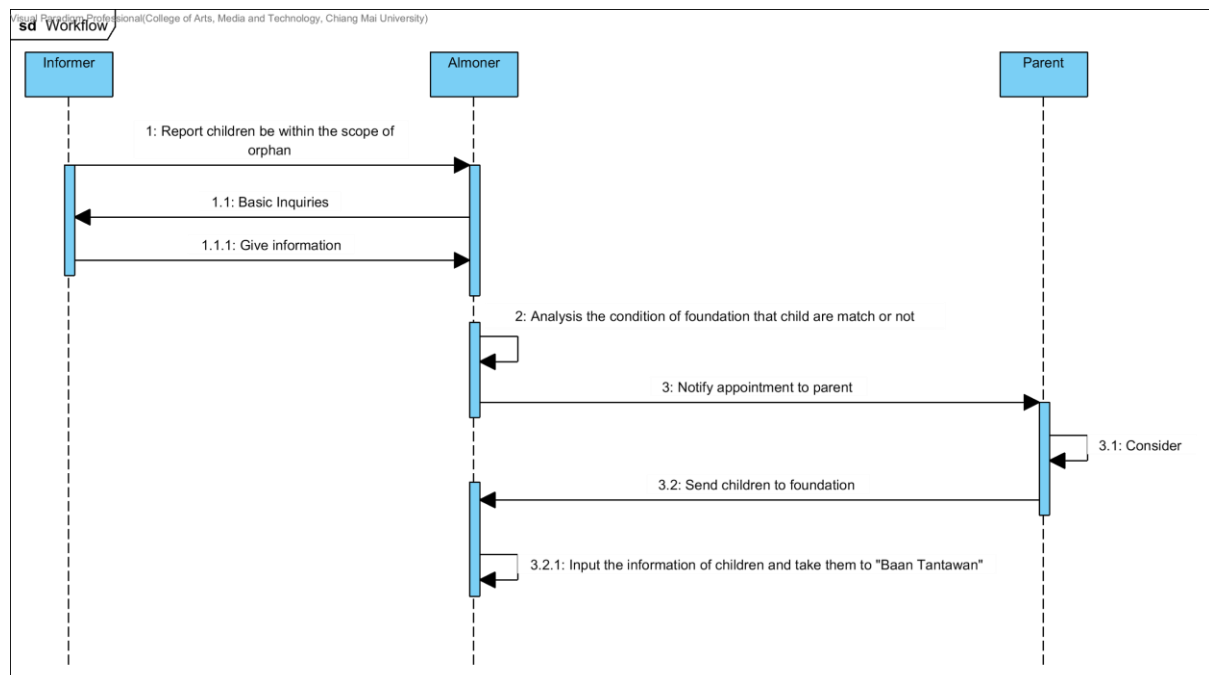 Visual Paradigm Professional(College of Arts, Media and Technology, Chiang Mai University)
sd Workflow
Informer
Almoner
Parent
1: Report children be within the scope of
orphan
1.1: Basic Inquiries
1.1.1: Give information
2: Analysis the condition of foundation that child are match or not
3: Notify appointment to parent
3.1: Consider
3.2: Send children to foundation
3.2.1: Input the information of children and take them to "Baan Tantawan"